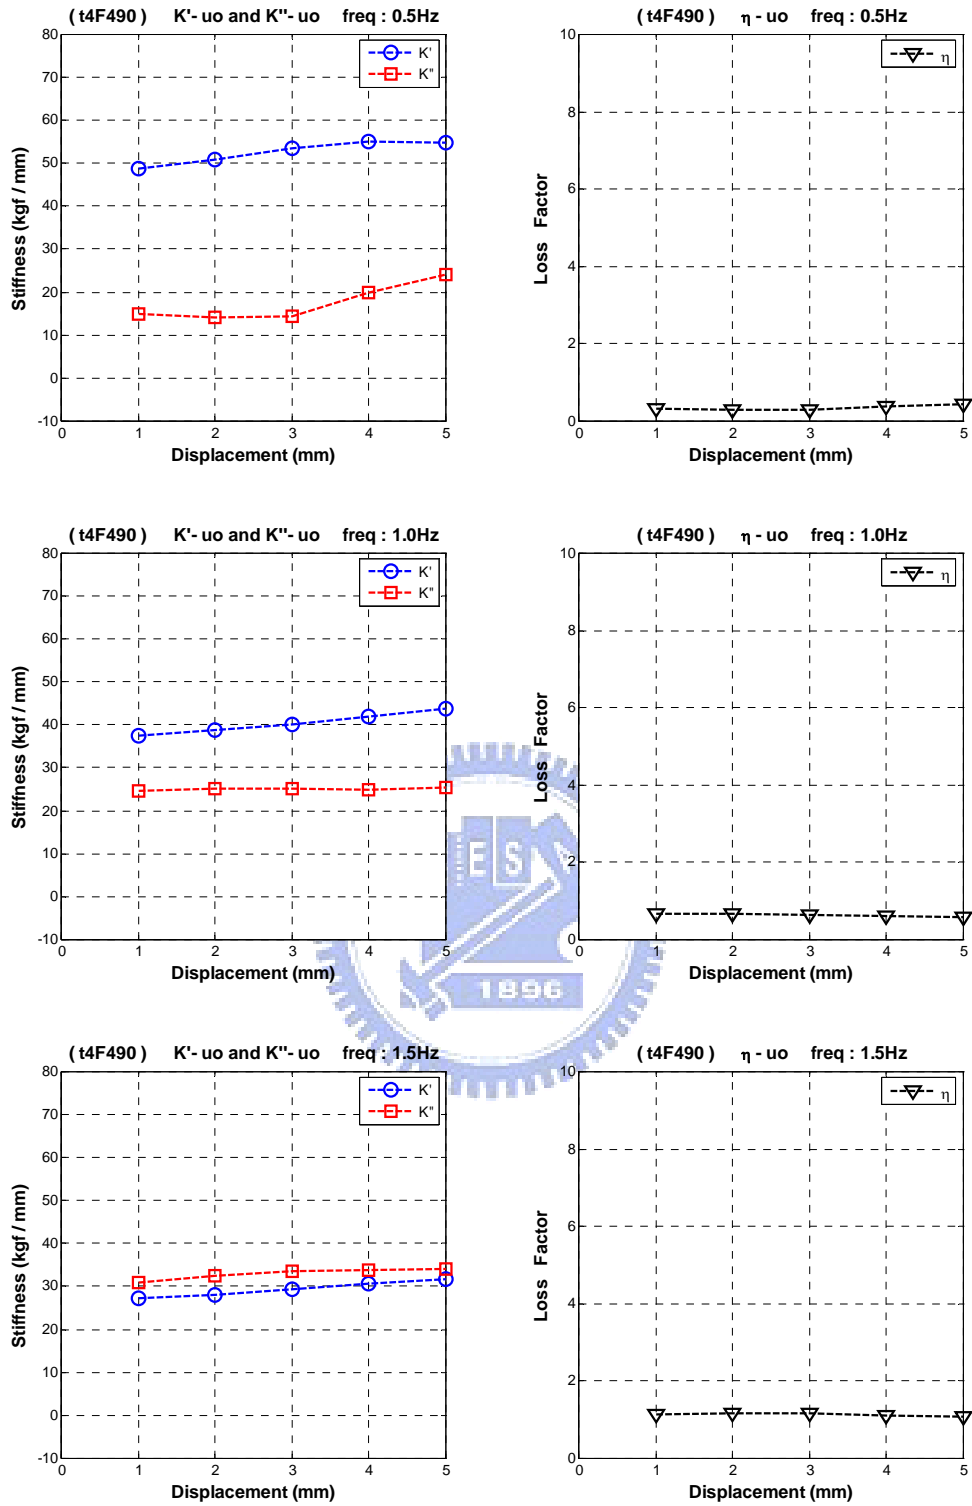 ( t4F490 ) K'- uo and K''- uo freq : 0.5Hz
80
70
60
50
40
30
20
10
0
-10
Stiffness (kgf / mm)
K'
K''
0 1 2 3 4 5
Displacement (mm)
( t4F490 ) η - uo freq : 0.5Hz
10
8
6
4
2
0
Loss Factor
η
0 1 2 3 4 5
Displacement (mm)
( t4F490 ) K'- uo and K''- uo freq : 1.0Hz
80
70
60
50
40
30
20
10
0
-10
Stiffness (kgf / mm)
K'
K''
0 1 2 3 4 5
Displacement (mm)
( t4F490 ) η - uo freq : 1.0Hz
10
8
6
4
2
0
Loss Factor
η
0 1 2 3 4 5
Displacement (mm)
E S
1896
( t4F490 ) K'- uo and K''- uo freq : 1.5Hz
80
70
60
50
40
30
20
10
0
-10
Stiffness (kgf / mm)
K'
K''
0 1 2 3 4 5
Displacement (mm)
( t4F490 ) η - uo freq : 1.5Hz
10
8
6
4
2
0
Loss Factor
η
0 1 2 3 4 5
Displacement (mm)